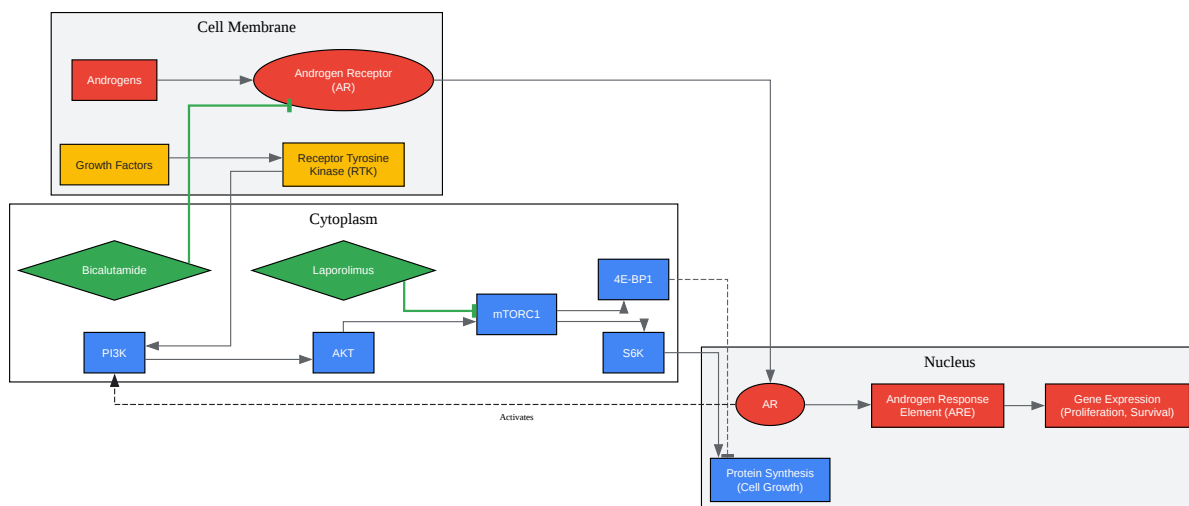 Cell Membrane
Androgens
Androgen Receptor
(AR)
Growth Factors
Receptor Tyrosine
Kinase (RTK)
Cytoplasm
Bicalutamide
Laporolimus
4E-BP1
mTORC1
PI3K
AKT
S6K
Nucleus
AR
Androgen Response
Element (ARE)
Gene Expression
(Proliferation, Survival)
Activates
Protein Synthesis
(Cell Growth)